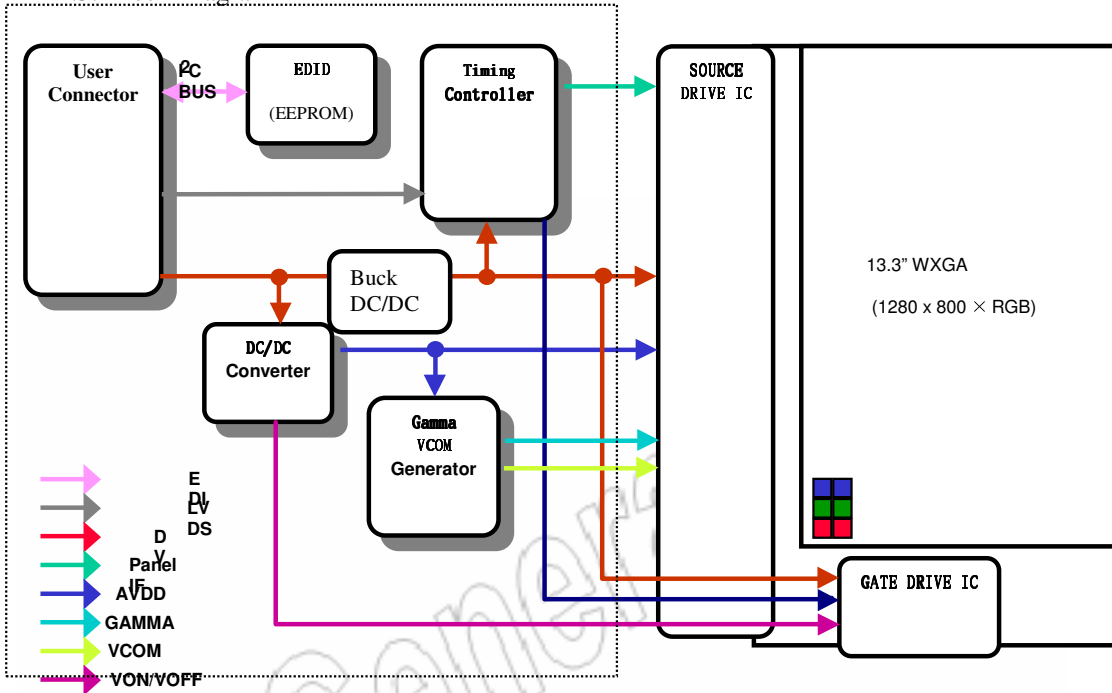 User
Connector
I²C
BUS
EDID
(EEPROM)
Timing
Controller
SOURCE
DRIVE IC
Buck
DC/DC
DC/DC
Converter
Gamma
VCOM
Generator
13.3” WXGA
(1280 x 800 × RGB)
GATE DRIVE IC
E
DI
LV
DS
D
V
Panel
IF
AVDD
GAMMA
VCOM
VON/VOFF